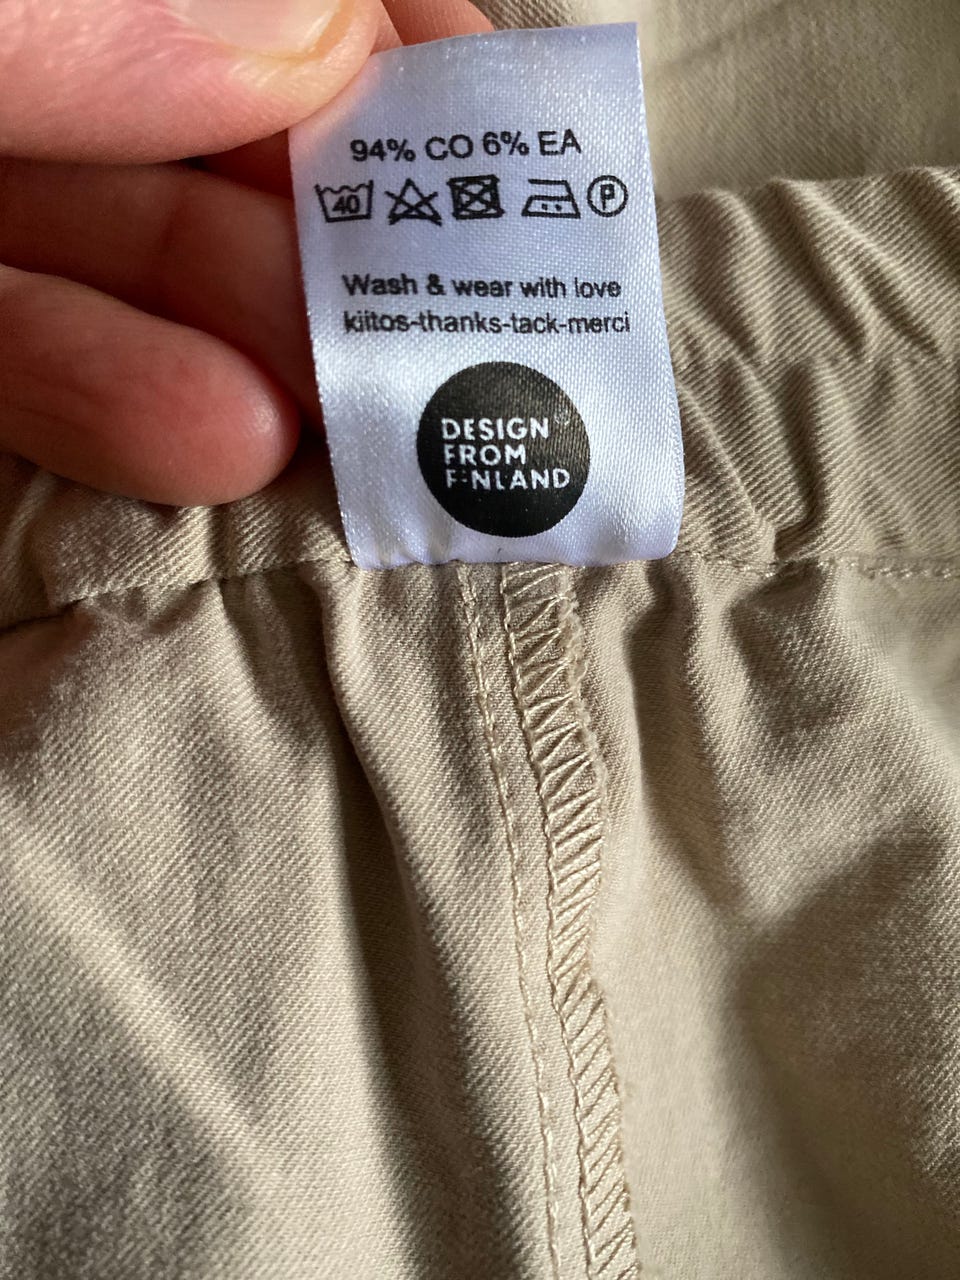 94% CO 6% EA
40 P
Wash & wear with love
kiitos-thanks-tack-merci
DESIGN
FROM
FINLAND